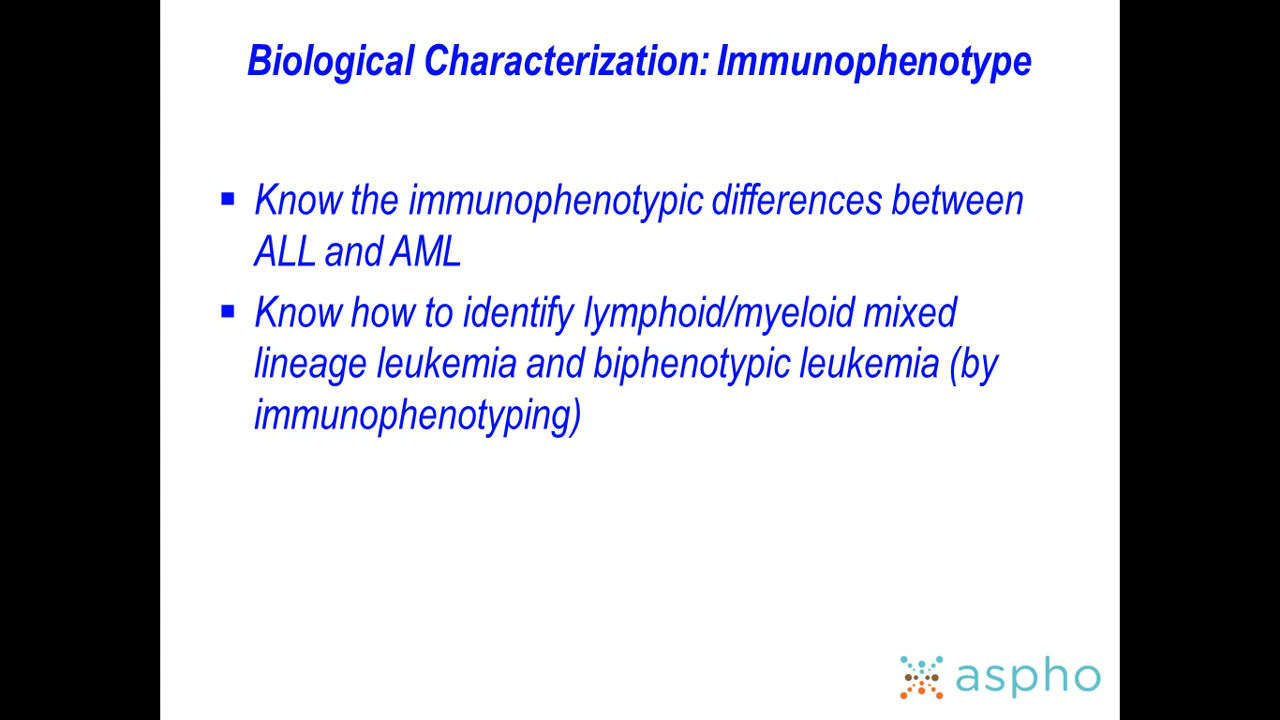 Biological Characterization: Immunophenotype
▪ Know the immunophenotypic differences between
ALL and AML
▪ Know how to identify lymphoid/myeloid mixed
lineage leukemia and biphenotypic leukemia (by
immunophenotyping)
aspho